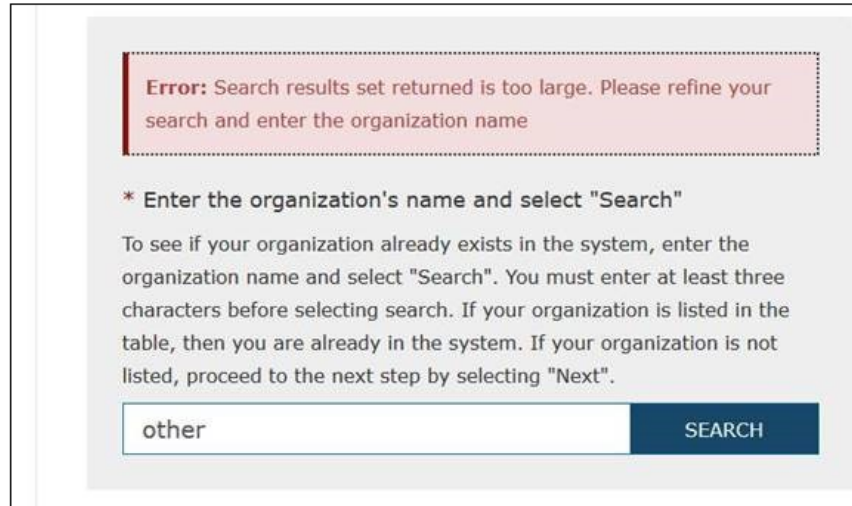 Error: Search results set returned is too large. Please refine your
search and enter the organization name
* Enter the organization's name and select "Search"
To see if your organization already exists in the system, enter the
organization name and select "Search". You must enter at least three
characters before selecting search. If your organization is listed in the
table, then you are already in the system. If your organization is not
listed, proceed to the next step by selecting "Next".
other
SEARCH